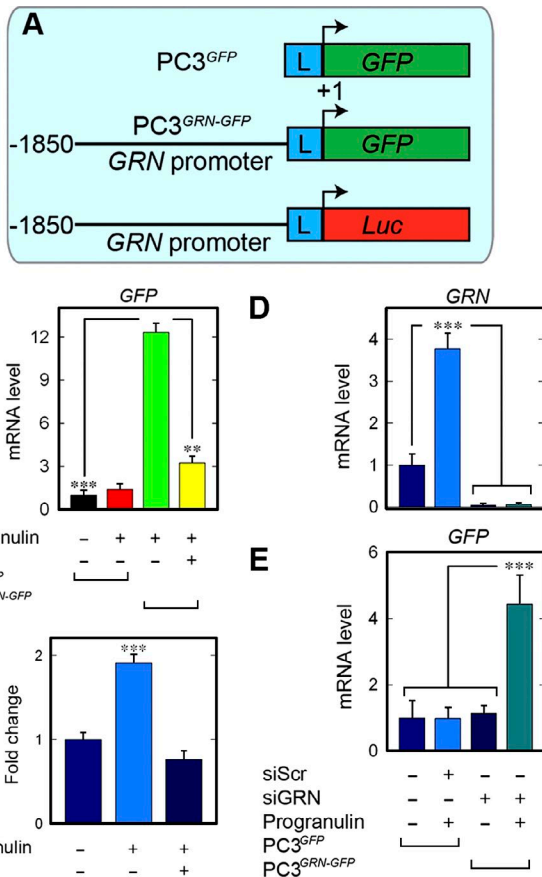 A
PC3GFP L GFP
+1
-1850 PC3GRN-GFP L GFP
GRN promoter
-1850 L Luc
GRN promoter
GFP
mRNA level
12
9
6
3
0
*** **
nulin – + + +
– – – +
P
N-GFP
Fold change
2
1
0
***
nulin – + +
– – +
D
GRN
mRNA level
4
3
2
1
0
***
E
GFP
mRNA level
6
4
2
0
***
siScr – + – –
siGRN – – + +
Progranulin – + – +
PC3GFP
PC3GRN-GFP